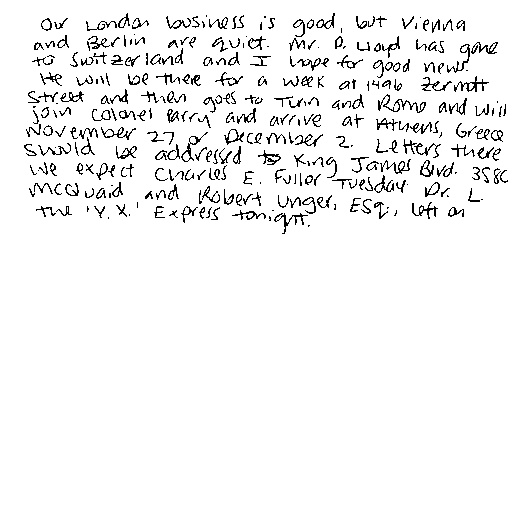 Our London business is good, but Vienna
and Berlin are quiet. Mr. D. Lloyd has gone
to Switzerland and I hope for good news.
He will be there for a week at 1496 Zermott
Street and then goes to Turin and Rome and will
join Colonel Parry and arrive at Athens, Greece
November 27 or December 2. Letters there
should be addressed to King James Blvd. 3580
We expect Charles E. Fuller Tuesday. Dr. L.
McQuaid and Robert Unger, ESQ., left on
the 'Y.X.' Express tonight.